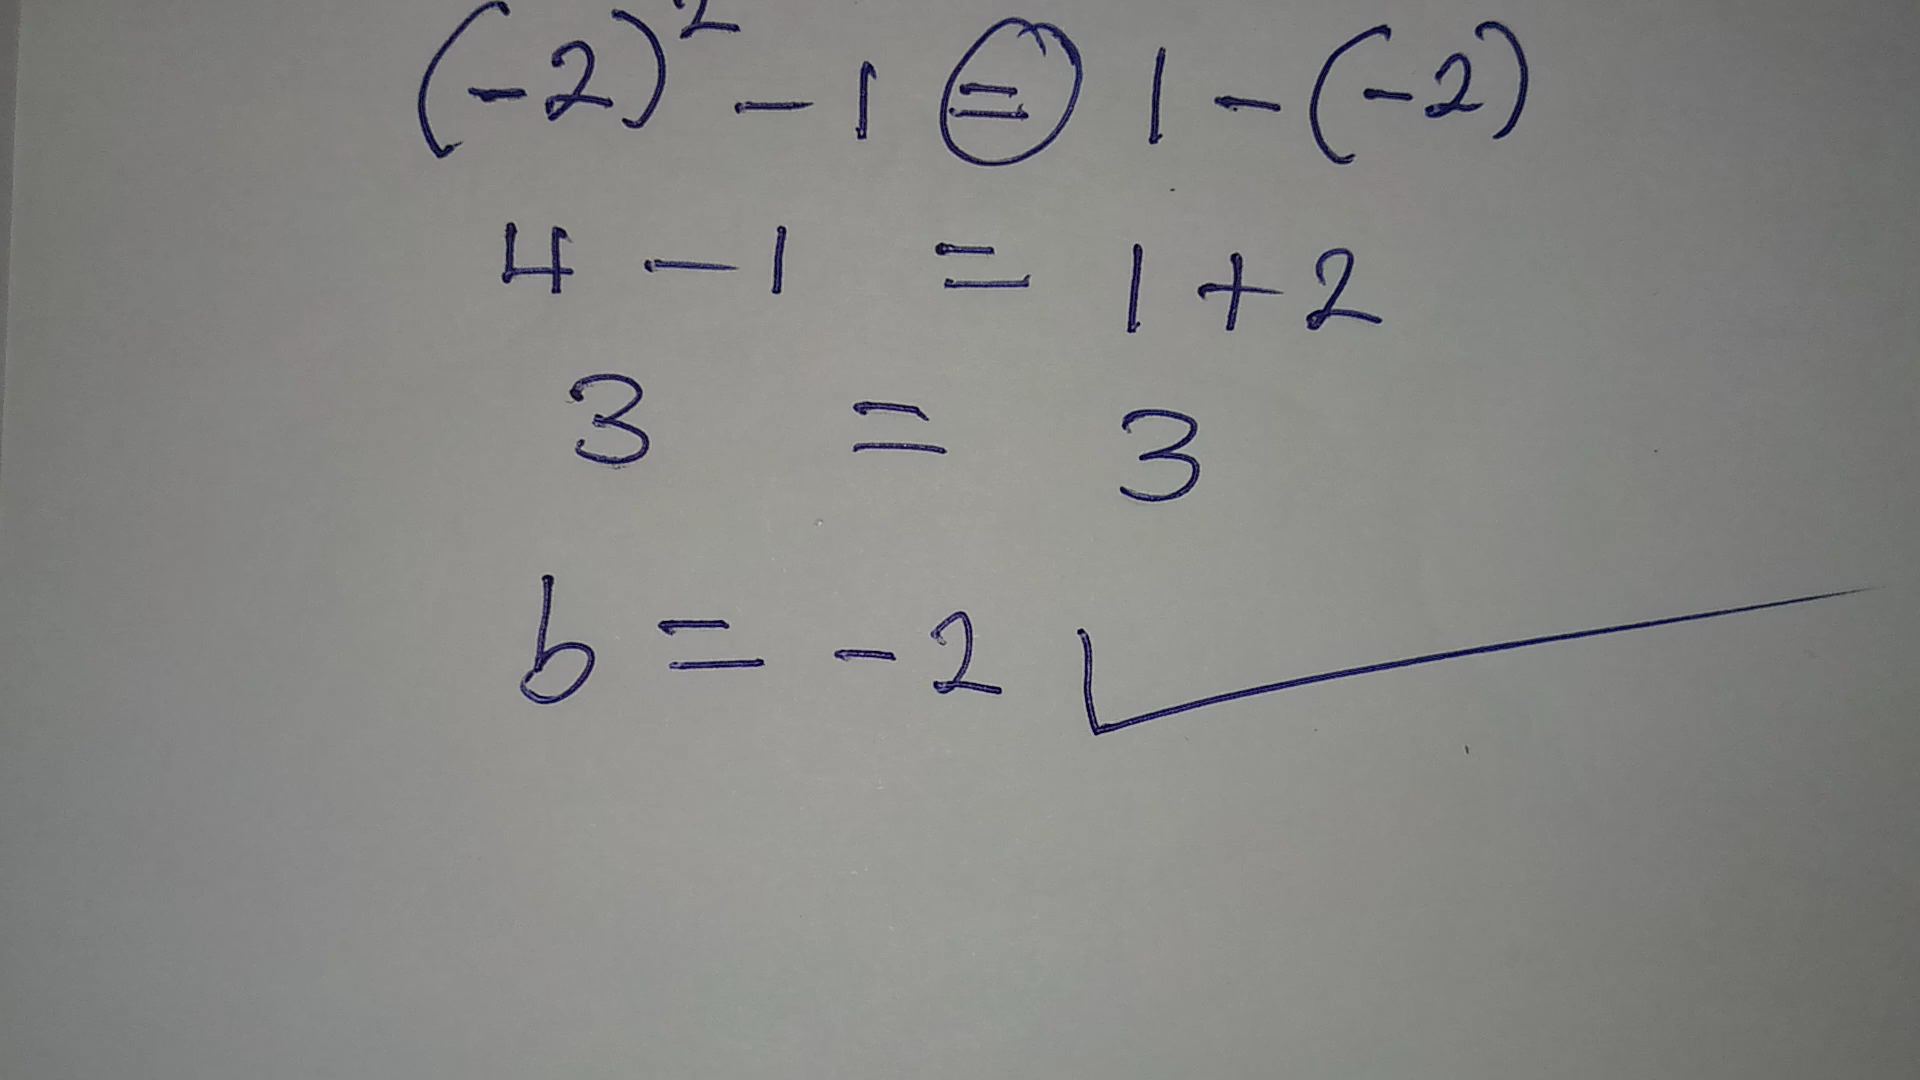 (-2)² - 1 = 1 - (-2)
4 - 1 = 1 + 2
3 = 3
b = -2 ✓